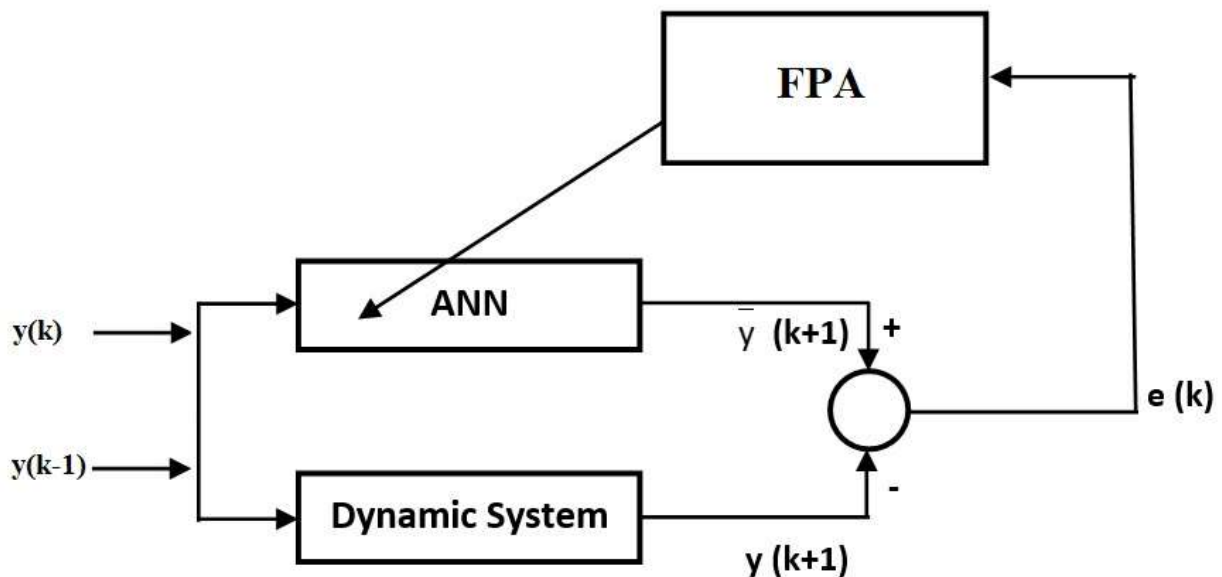 FPA
ANN
y(k)
ȳ (k+1)
+
e (k)
y(k-1)
-
Dynamic System
y (k+1)